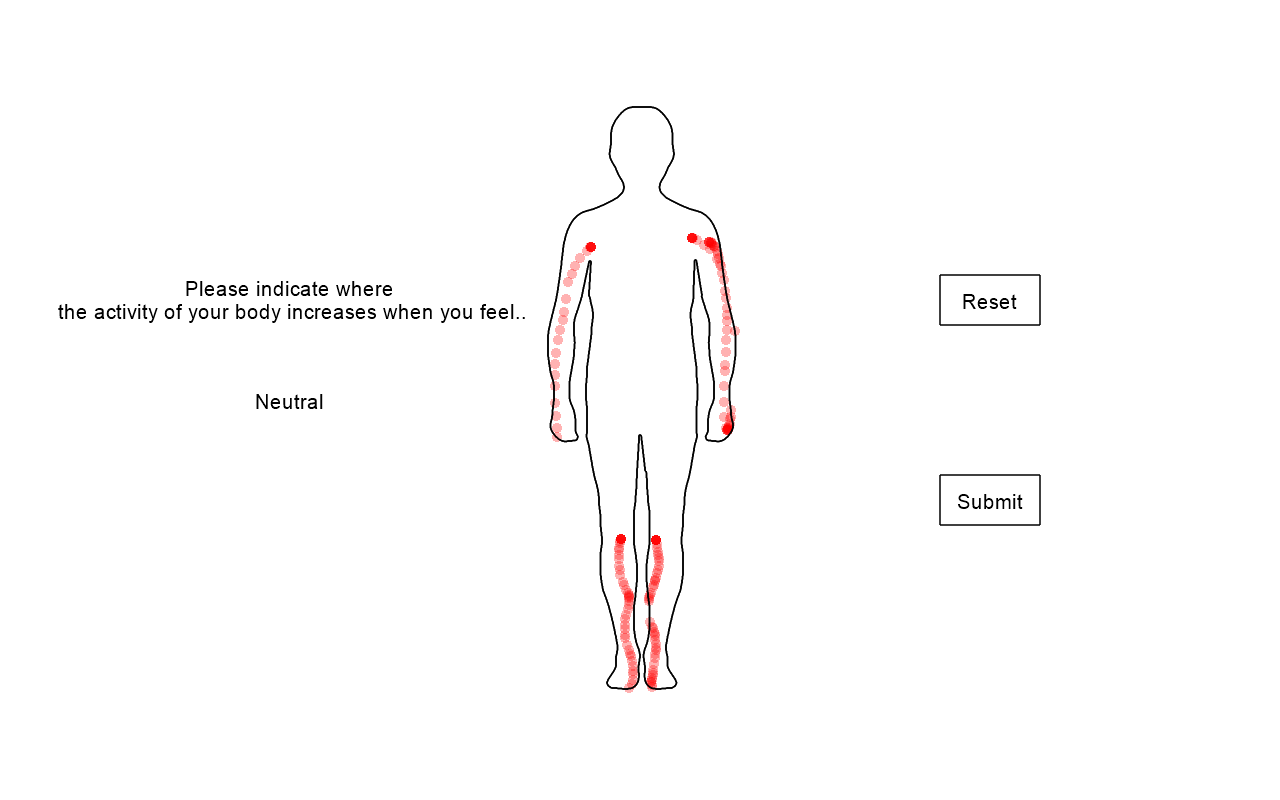 Please indicate where
the activity of your body increases when you feel..
Neutral
Reset
Submit